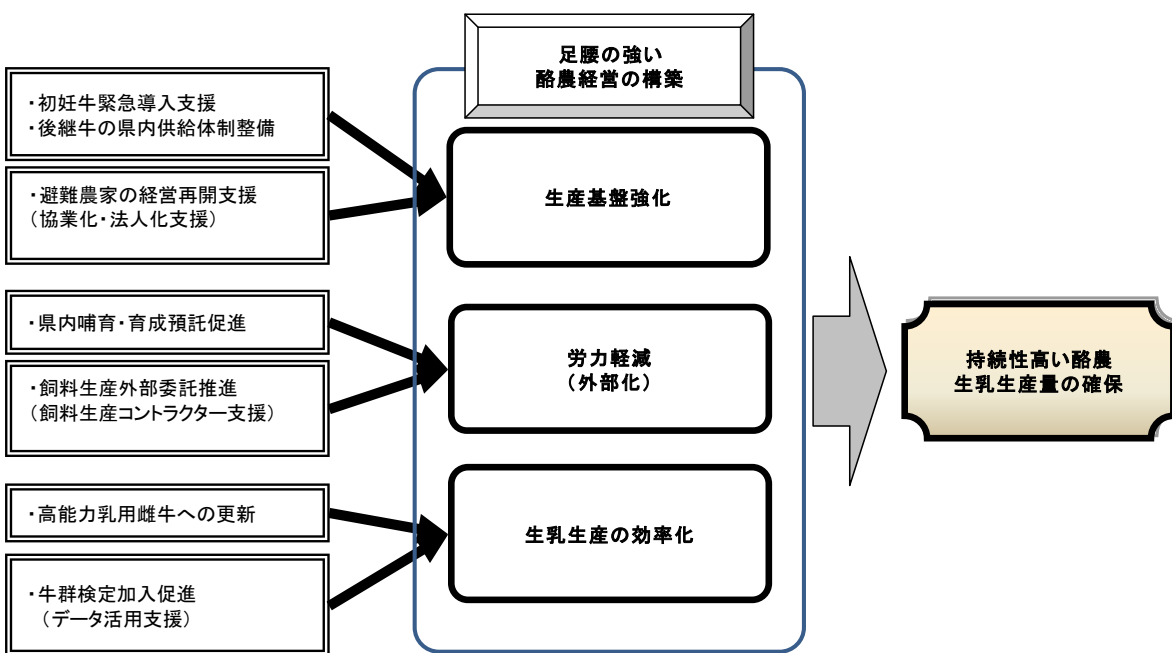 足腰の強い
酪農経営の構築
・初妊牛緊急導入支援
・後継牛の県内供給体制整備
・避難農家の経営再開支援
（協業化・法人化支援）
生産基盤強化
・県内哺育・育成預託促進
・飼料生産外部委託推進
（飼料生産コントラクター支援）
労力軽減
（外部化）
・高能力乳用雌牛への更新
・牛群検定加入促進
（データ活用支援）
生乳生産の効率化
持続性高い酪農
生乳生産量の確保